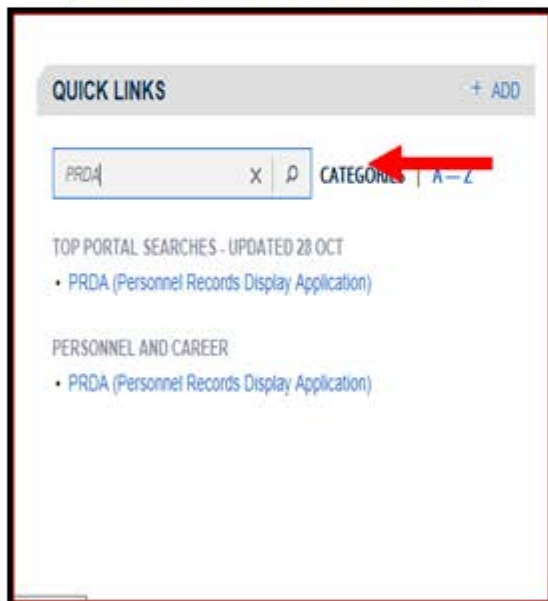 QUICK LINKS + ADD
PRDA X CATEGORIES | A — Z
TOP PORTAL SEARCHES - UPDATED 28 OCT
• PRDA (Personnel Records Display Application)
PERSONNEL AND CAREER
• PRDA (Personnel Records Display Application)